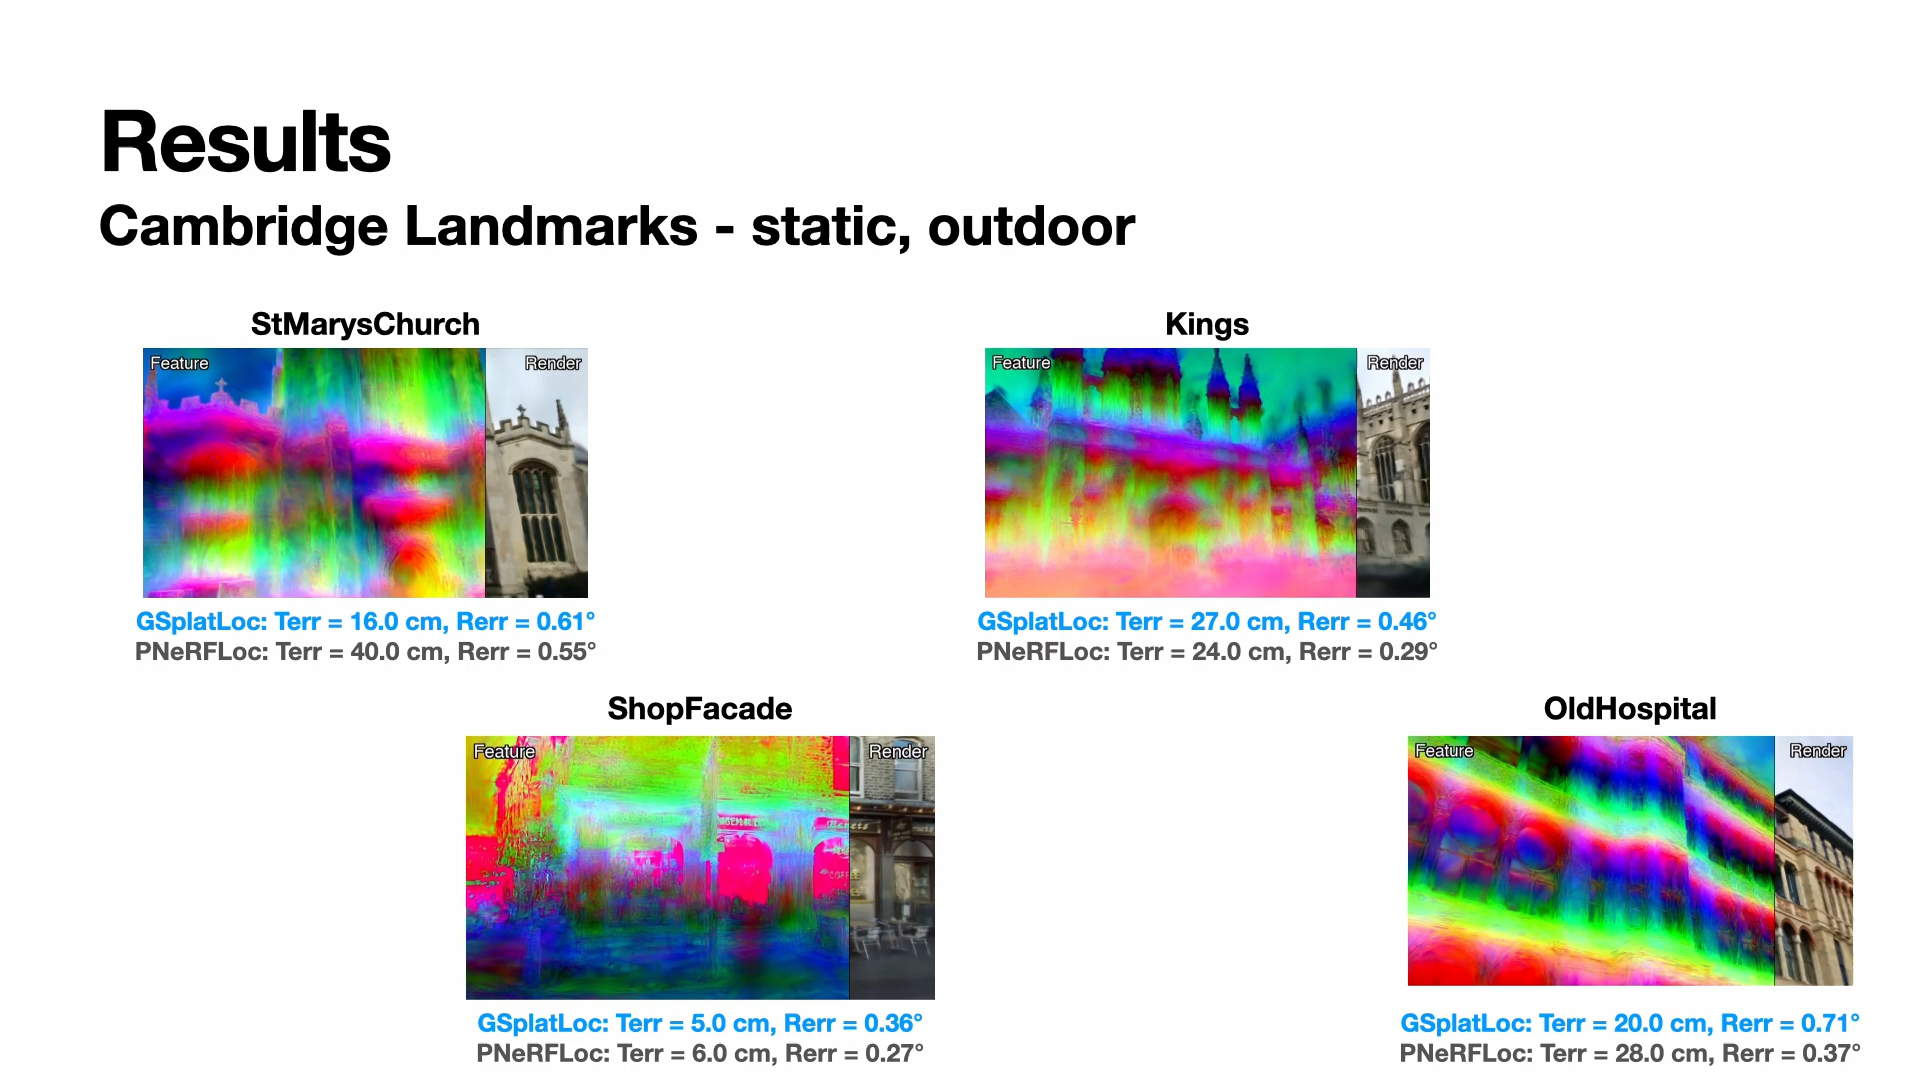 Results
Cambridge Landmarks - static, outdoor
StMarysChurch
Feature
Render
GSplatLoc: Terr = 16.0 cm, Rerr = 0.61°
PNeRFLoc: Terr = 40.0 cm, Rerr = 0.55°
Kings
Feature
Render
GSplatLoc: Terr = 27.0 cm, Rerr = 0.46°
PNeRFLoc: Terr = 24.0 cm, Rerr = 0.29°
ShopFacade
Feature
Render
COFFEE
GSplatLoc: Terr = 5.0 cm, Rerr = 0.36°
PNeRFLoc: Terr = 6.0 cm, Rerr = 0.27°
OldHospital
Feature
Render
GSplatLoc: Terr = 20.0 cm, Rerr = 0.71°
PNeRFLoc: Terr = 28.0 cm, Rerr = 0.37°